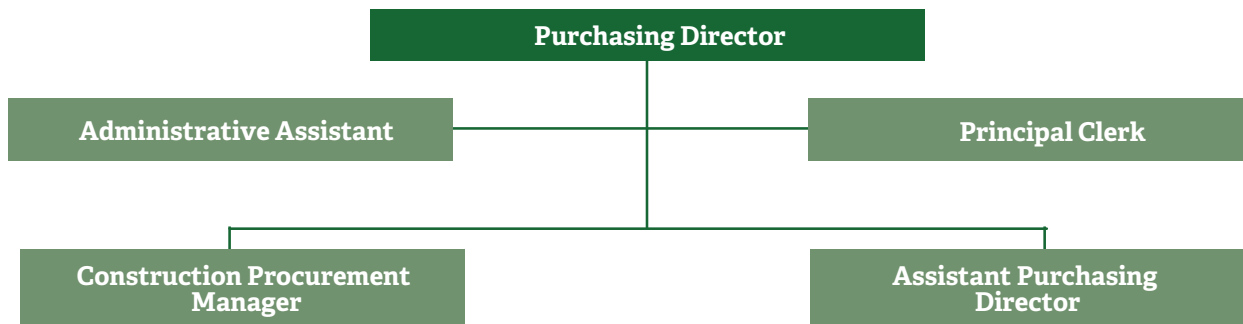 Purchasing Director
Administrative Assistant
Principal Clerk
Construction Procurement
Manager
Assistant Purchasing
Director